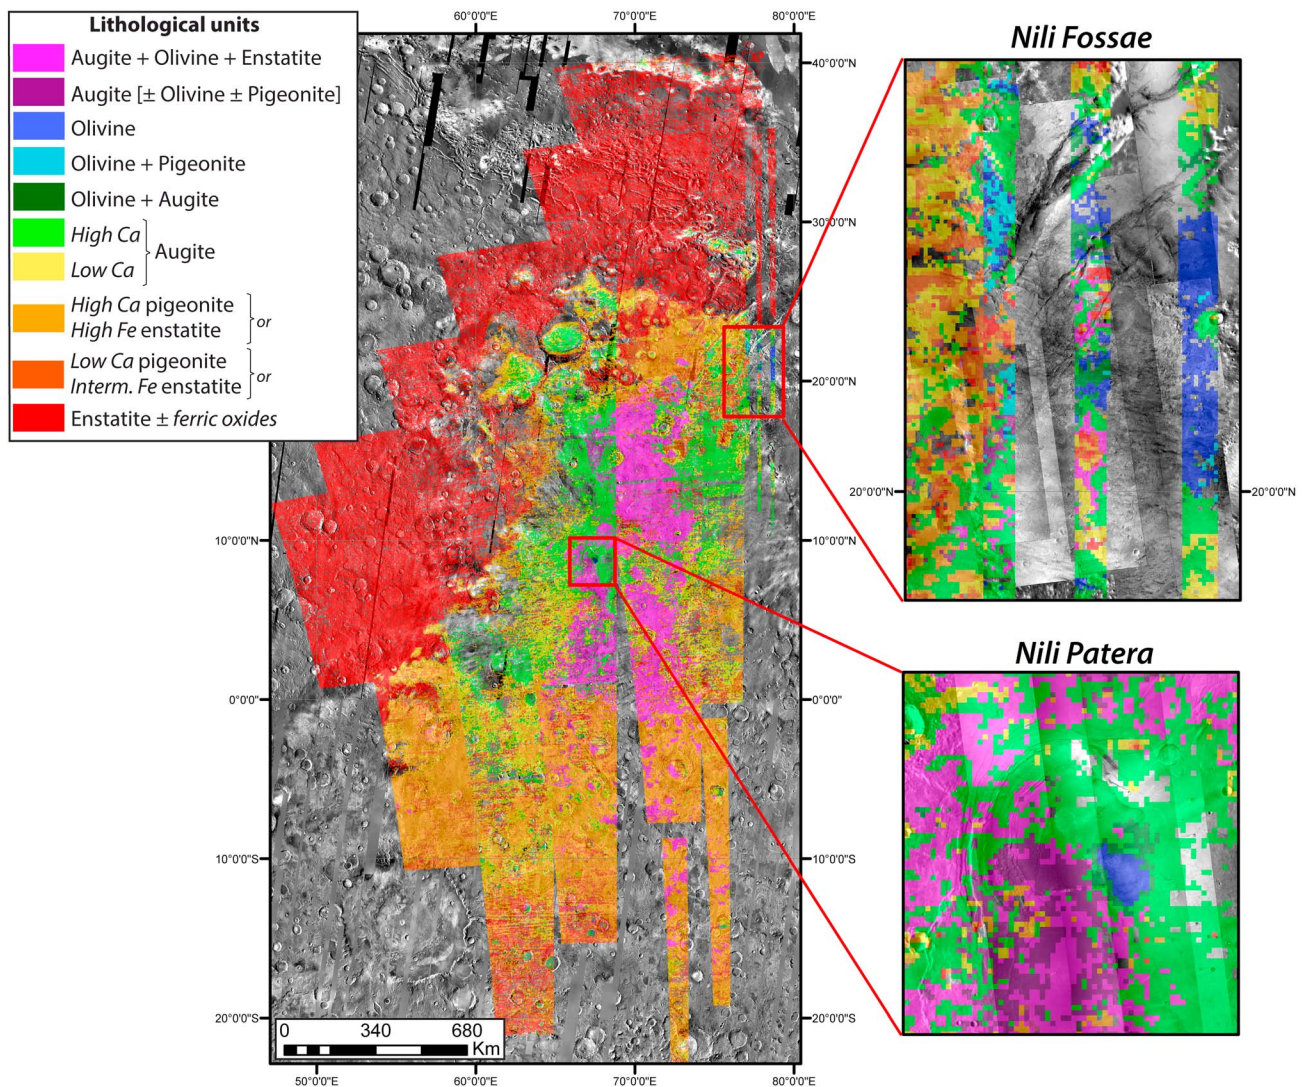 Lithological units
Augite + Olivine + Enstatite
Augite [± Olivine ± Pigeonite]
Olivine
Olivine + Pigeonite
Olivine + Augite
High Ca
Augite
Low Ca
High Ca pigeonite
or
High Fe enstatite
Low Ca pigeonite
or
Interm. Fe enstatite
Enstatite ± ferric oxides
60°0'0"E 70°0'0"E 80°0'0"E
40°0'0"N
30°0'0"N
20°0'0"N
10°0'0"N 10°0'0"N
0°0'0" 0°0'0"
10°0'0"S 10°0'0"S
20°0'0"S 20°0'0"S
0 340 680
Km
50°0'0"E 60°0'0"E 70°0'0"E 80°0'0"E
Nili Fossae
20°0'0"N 20°0'0"N
Nili Patera